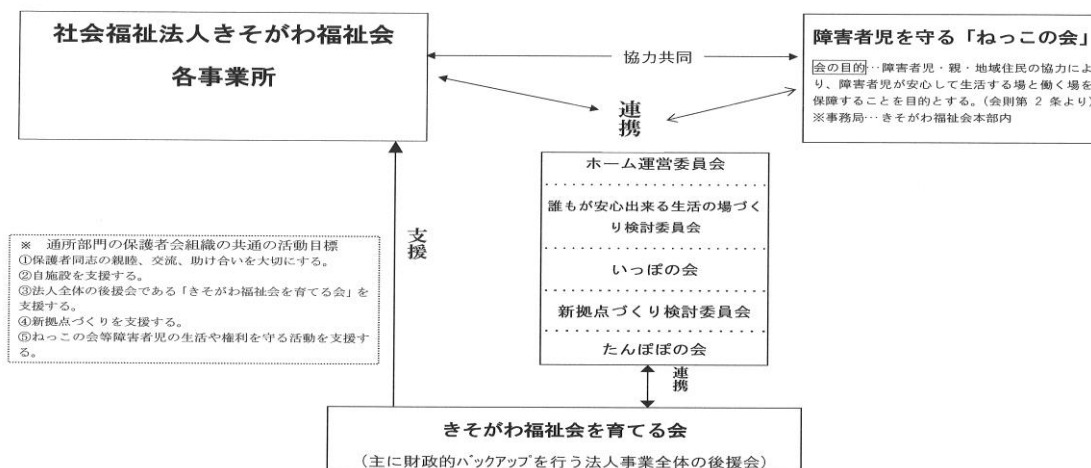 社会福祉法人きそがわ福祉会
各事業所
協力共同
障害者児を守る「ねっこの会」
会の目的…障害者児・親・地域住民の協力によ
り、障害者児が安心して生活する場と働く場を
保障することを目的とする。(会則第 2 条より)
※事務局…きそがわ福祉会本部内
連携
ホーム運営委員会
誰もが安心出来る生活の場づく
り検討委員会
いっぽの会
新拠点づくり検討委員会
たんぽぽの会
支援
※ 通所部門の保護者会組織の共通の活動目標
①保護者同志の親睦、交流、助け合いを大切にする。
②自施設を支援する。
③法人全体の後援会である「きそがわ福祉会を育てる会」を
支援する。
④新拠点づくりを支援する。
⑤ねっこの会等障害者児の生活や権利を守る活動を支援す
る。
連携
きそがわ福祉会を育てる会
(主に財政的バックアップを行う法人事業全体の後援会)